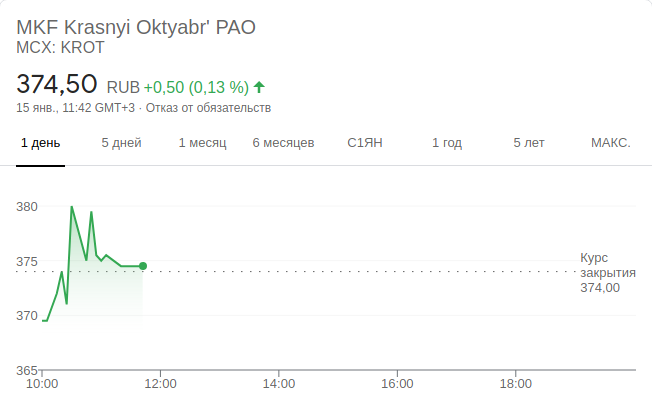 MKF Krasnyi Oktyabr' PAO
MCX: KROT
374,50 RUB +0,50 (0,13 %)
15 янв., 11:42 GMT+3 · Отказ от обязательств
1 день 5 дней 1 месяц 6 месяцев С1ЯН 1 год 5 лет МАКС.
380
375
370
365
Курс
закрытия
374,00
10:00 12:00 14:00 16:00 18:00